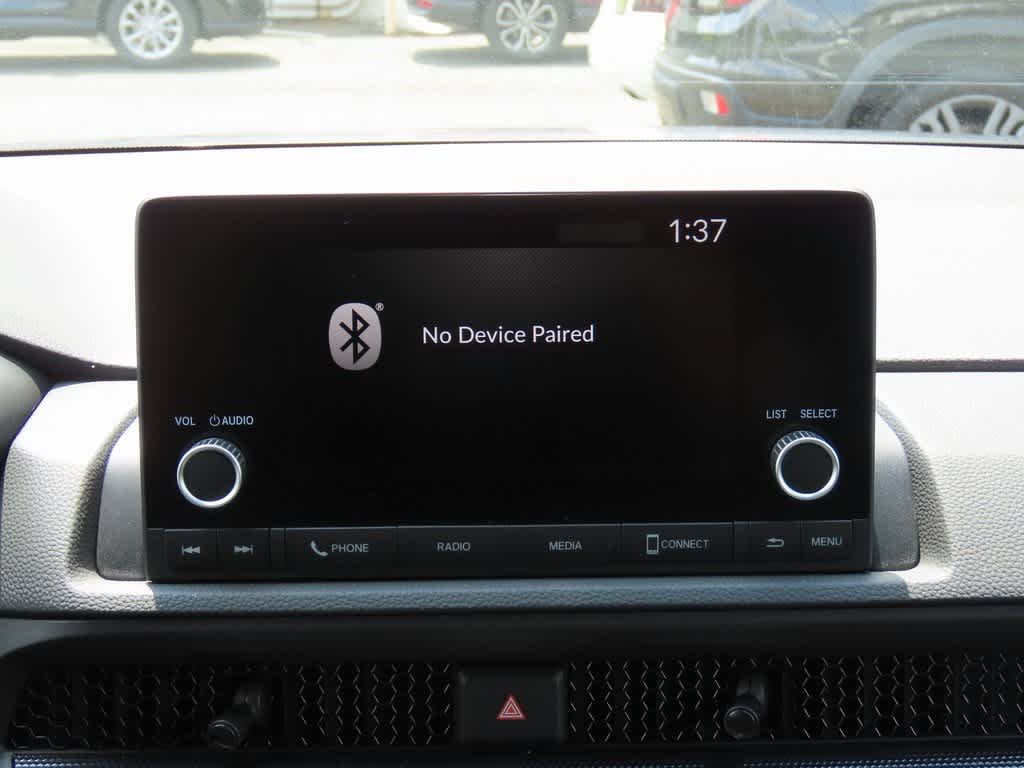 1:37
®
No Device Paired
VOL AUDIO
LIST SELECT
PHONE RADIO MEDIA CONNECT MENU